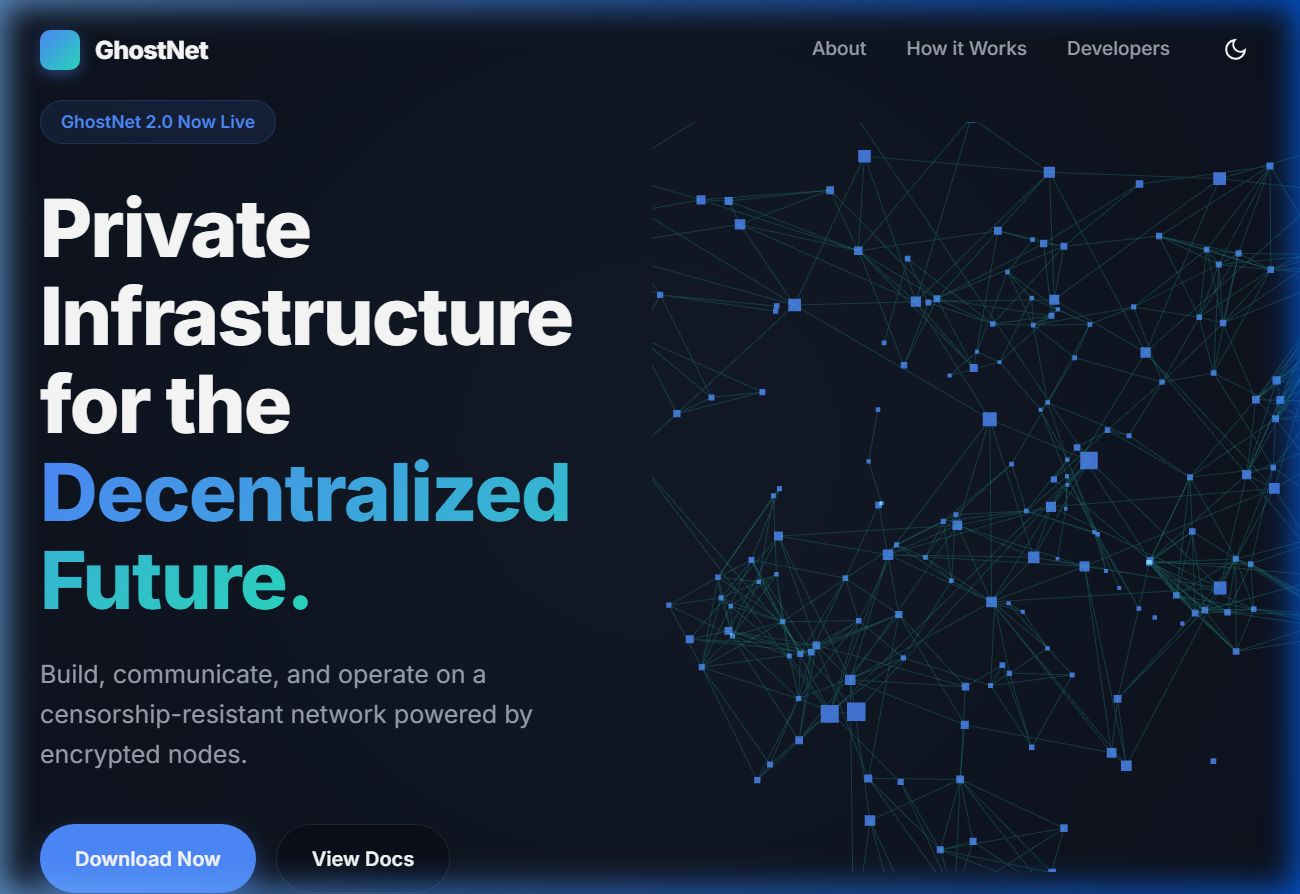 GhostNet
About
How it Works
Developers
GhostNet 2.0 Now Live
Private
Infrastructure
for the
Decentralized
Future.
Build, communicate, and operate on a
censorship-resistant network powered by
encrypted nodes.
Download Now
View Docs